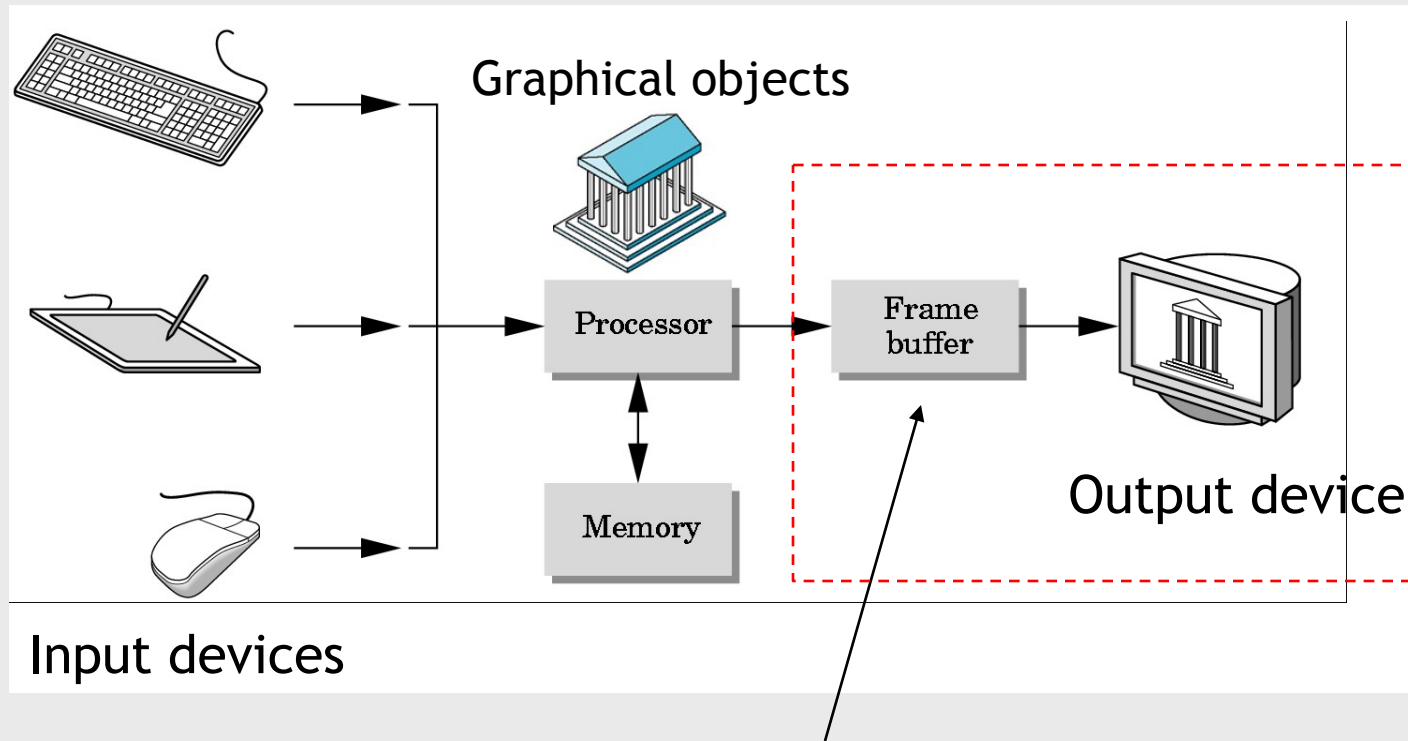 Graphical objects
Processor
Frame
buffer
Memory
Output device
Input devices